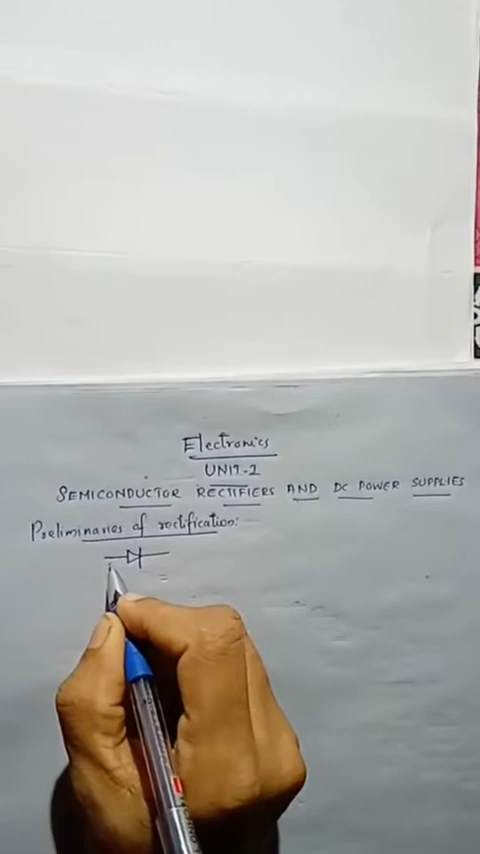 Electronics
UNIT-2
SEMICONDUCTOR RECTIFIERS AND DC POWER SUPPLIES
Preliminaries of rectification: